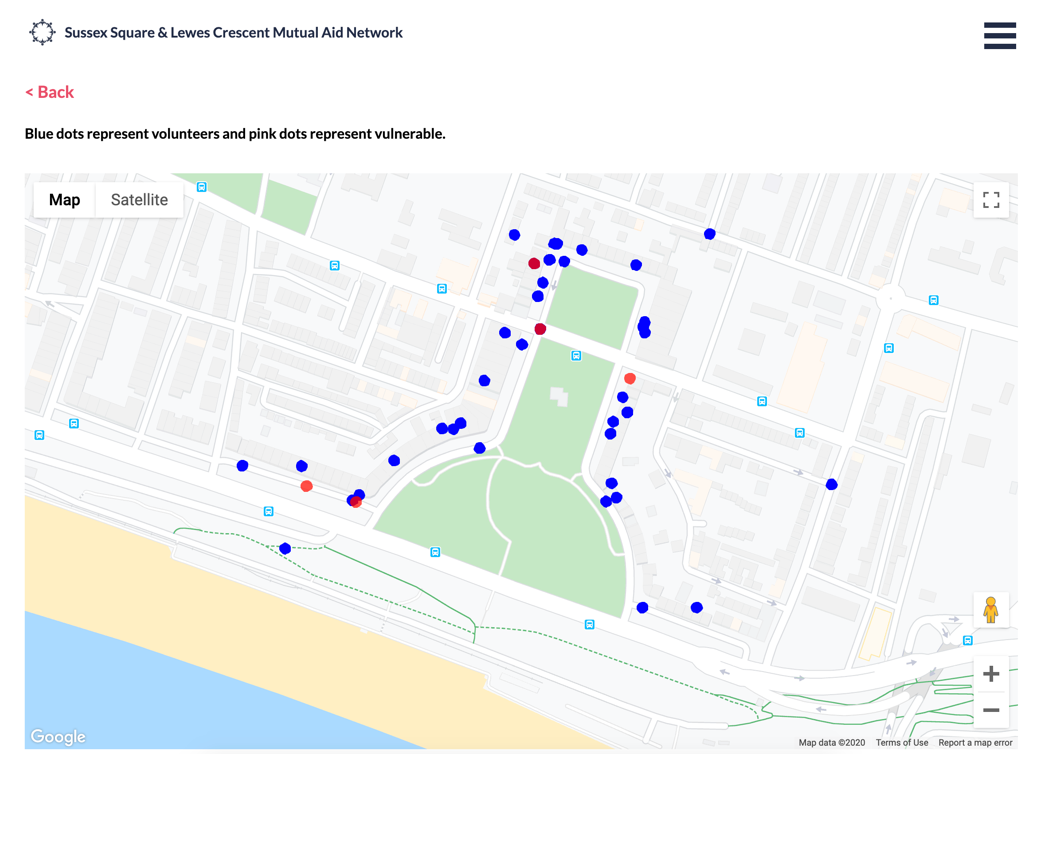 Sussex Square & Lewes Crescent Mutual Aid Network
< Back
Blue dots represent volunteers and pink dots represent vulnerable.
Map Satellite
Google
Map data ©2020 Terms of Use Report a map error